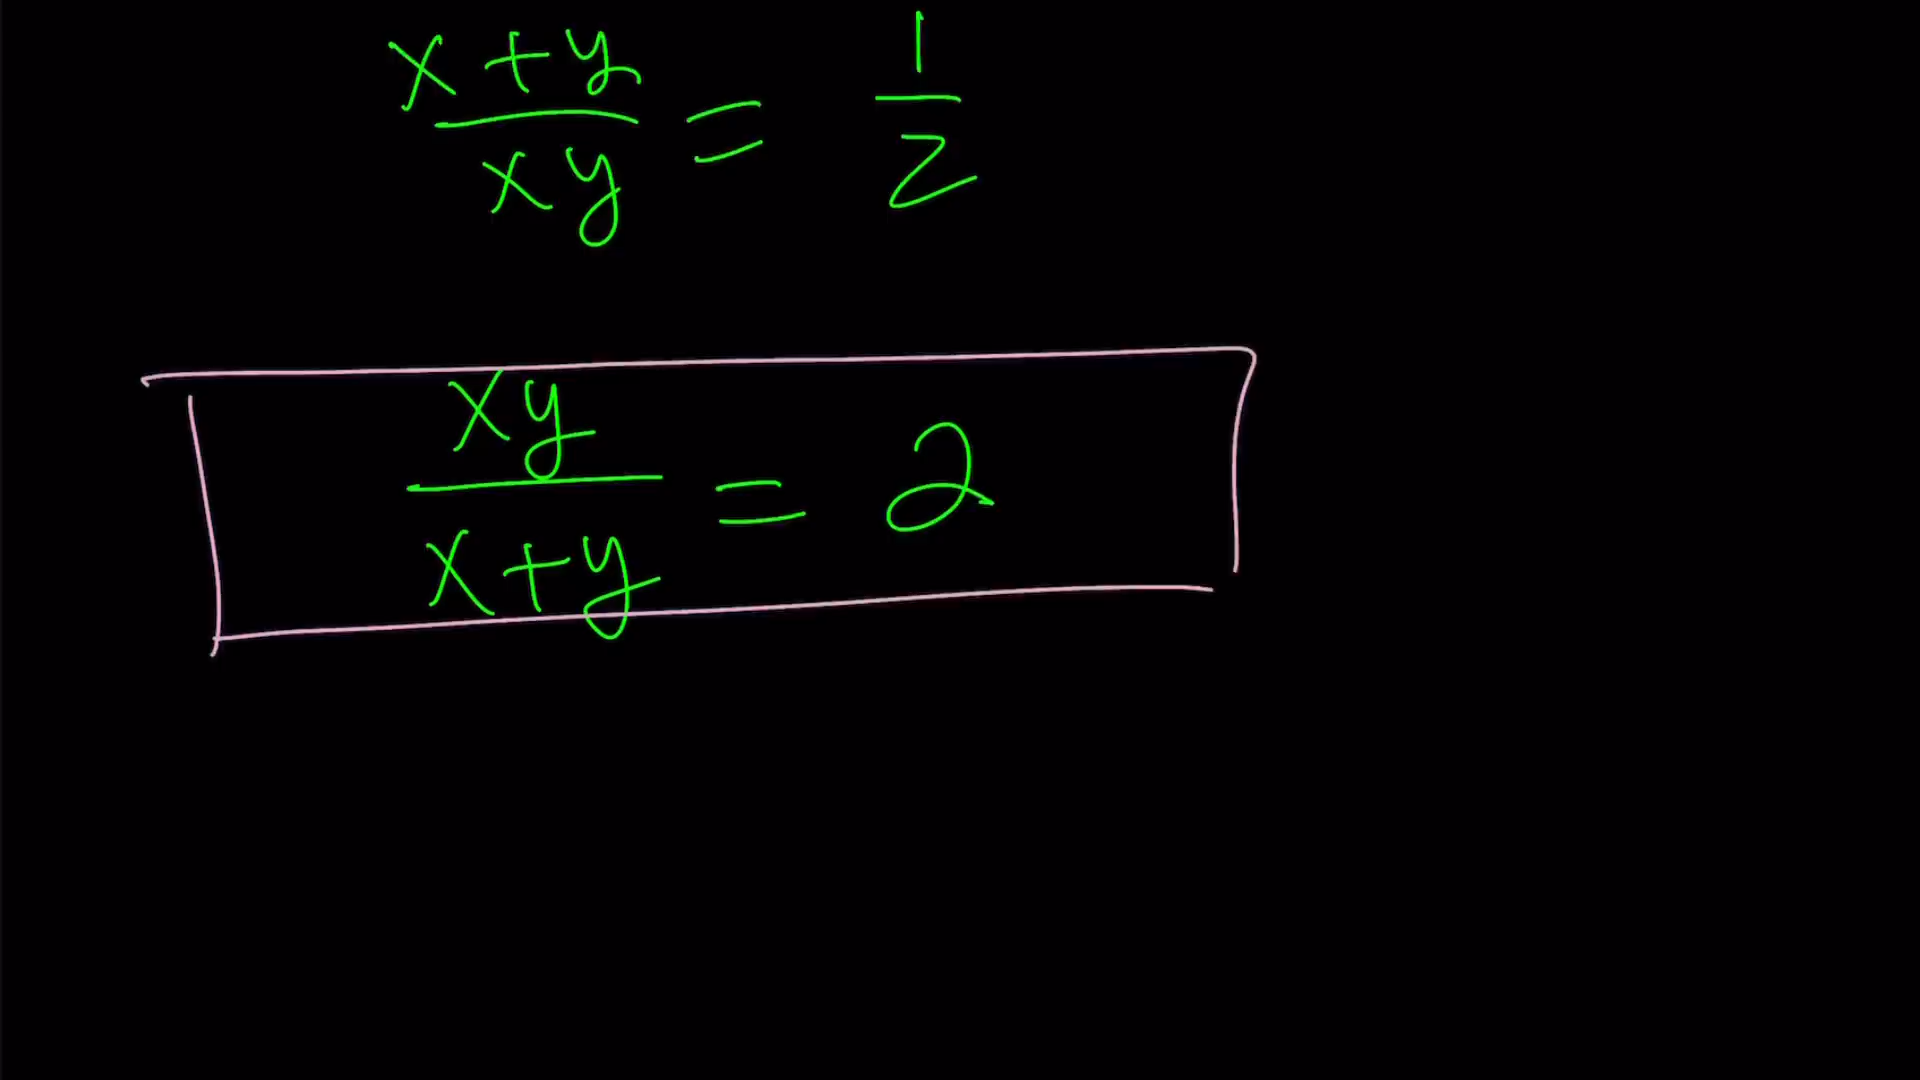 (x+y)/(xy) = 1/2
(xy)/(x+y) = 2